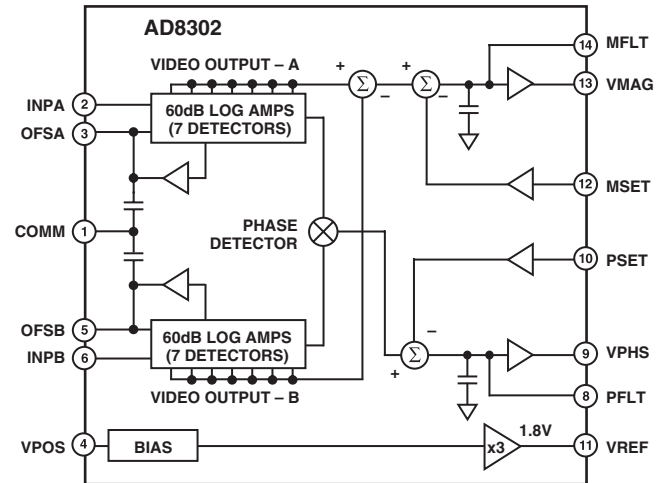 AD8302
VIDEO OUTPUT – A
+
Σ
–
+
Σ
–
14
MFLT
13
VMAG
INPA
2
60dB LOG AMPS
(7 DETECTORS)
OFSA
3
12
MSET
COMM
1
PHASE
DETECTOR
10
PSET
–
OFSB
5
60dB LOG AMPS
(7 DETECTORS)
+
Σ
9
VPHS
INPB
6
VIDEO OUTPUT – B
8
PFLT
VPOS
4
BIAS
x3
1.8V
11
VREF